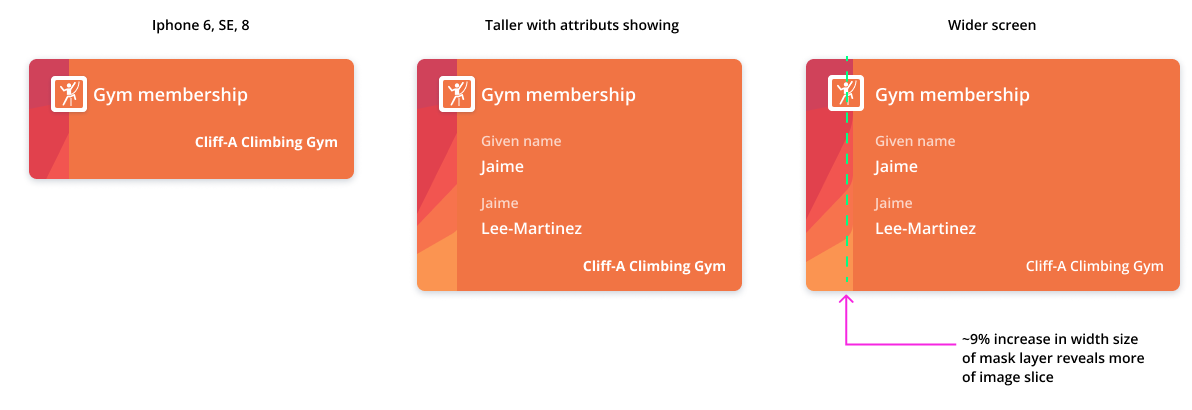 Iphone 6, SE, 8
Taller with attributs showing
Wider screen
Gym membership
Cliff-A Climbing Gym
Gym membership
Given name
Jaime
Jaime
Lee-Martinez
Cliff-A Climbing Gym
Gym membership
Given name
Jaime
Jaime
Lee-Martinez
Cliff-A Climbing Gym
~9% increase in width size
of mask layer reveals more
of image slice